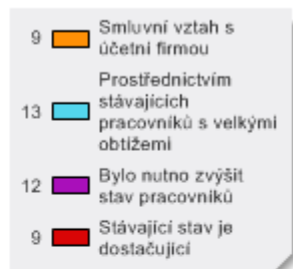 9 Smluvní vztah s
účetní firmou
Prostřednictvím
13 stávajících
pracovníků s velkými
obtížemi
12 Bylo nutno zvýšit
stav pracovníků
9 Stávající stav je
dostačující